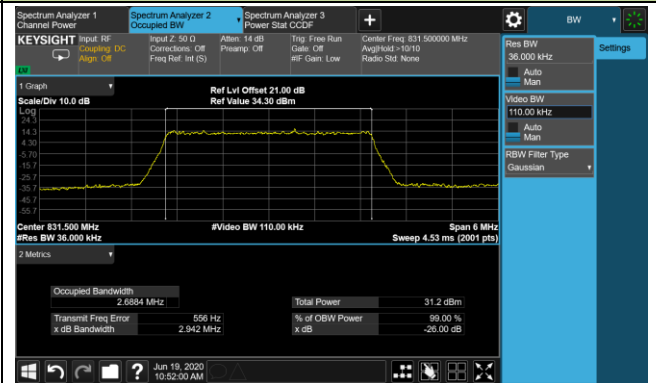 Spectrum Analyzer 1
Channel Power
Spectrum Analyzer 2
Occupied BW
Spectrum Analyzer 3
Power Stat CCDF
BW
KEYSIGHT
Input: RF
Coupling: DC
Align: Off
Input Z: 50 Ω
Corrections: Off
Freq Ref: Int (S)
Atten: 14 dB
Preamp: Off
Trig: Free Run
Gate: Off
#IF Gain: Low
Center Freq: 831.500000 MHz
Avg|Hold:>10/10
Radio Std: None
1 Graph
Scale/Div 10.0 dB
Ref Lvl Offset 21.00 dB
Ref Value 34.30 dBm
Log
24.3
14.3
4.30
-5.70
-15.7
-25.7
-35.7
-45.7
-55.7
Center 831.500 MHz
#Res BW 36.000 kHz
#Video BW 110.00 kHz
Span 6 MHz
Sweep 4.53 ms (2001 pts)
2 Metrics
Occupied Bandwidth
2.6884 MHz
Transmit Freq Error 556 Hz
x dB Bandwidth 2.942 MHz
Total Power 31.2 dBm
% of OBW Power 99.00 %
x dB -26.00 dB
Res BW
36.000 kHz
Auto
Man
Video BW
110.00 kHz
Auto
Man
RBW Filter Type
Gaussian
Settings
Jun 19, 2020
10:52:00 AM